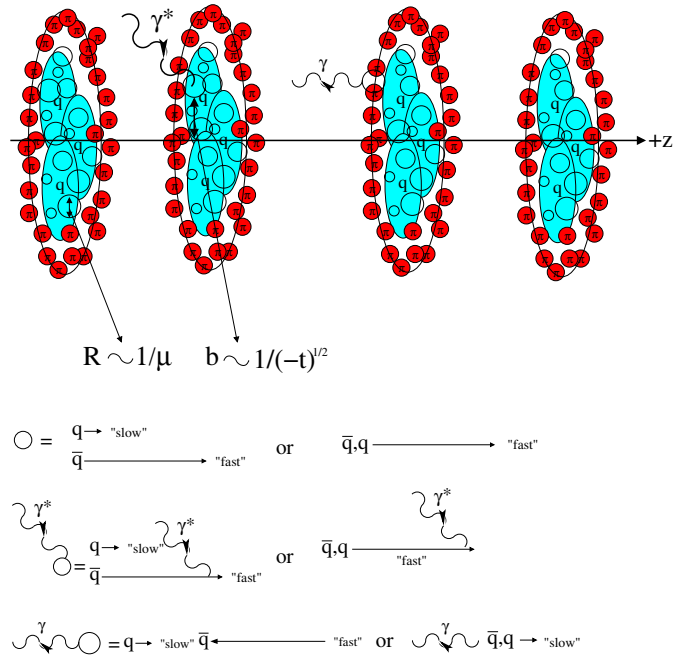 γ* γ
π π π π π π π π π π π π π π π π π π π π π π π π
q q q q
q q q q
q q q q
+z
R ~ 1/μ b ~ 1/(-t)^1/2
○ = q "slow" or q̅,q "fast"
q̅ "fast"
γ* γ* γ*
= q "slow" or q̅,q "fast"
q̅ "fast"
γ γ
= q "slow" q̅ "fast" or q̅,q "slow"